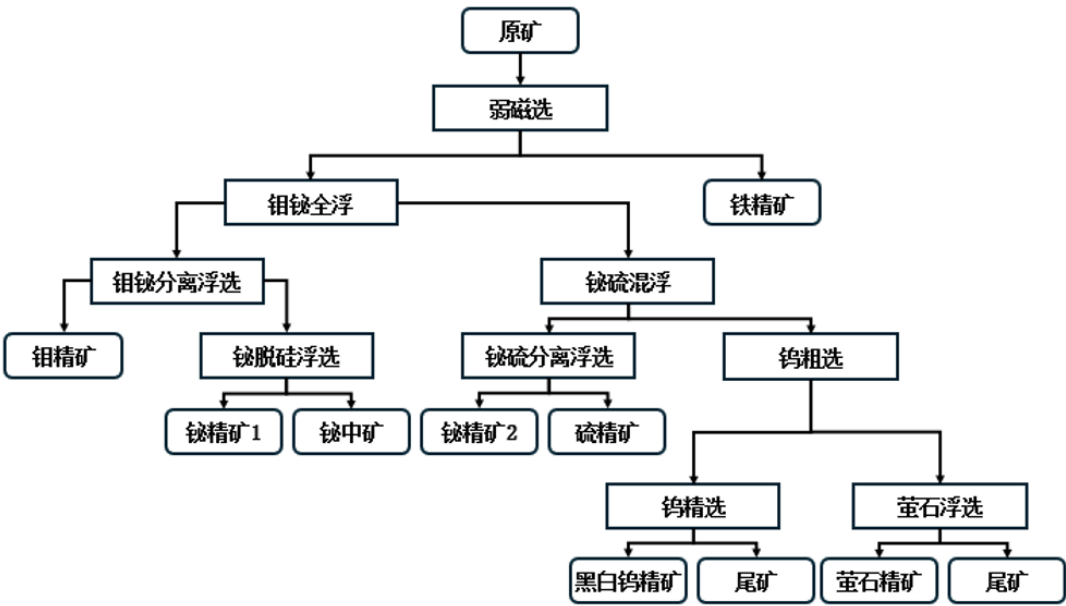 原矿
弱磁选
钼铋全浮
铁精矿
钼铋分离浮选
铋硫混浮
钼精矿
铋脱硅浮选
铋硫分离浮选
钨粗选
铋精矿1
铋中矿
铋精矿2
硫精矿
钨精选
萤石浮选
黑白钨精矿
尾矿
萤石精矿
尾矿